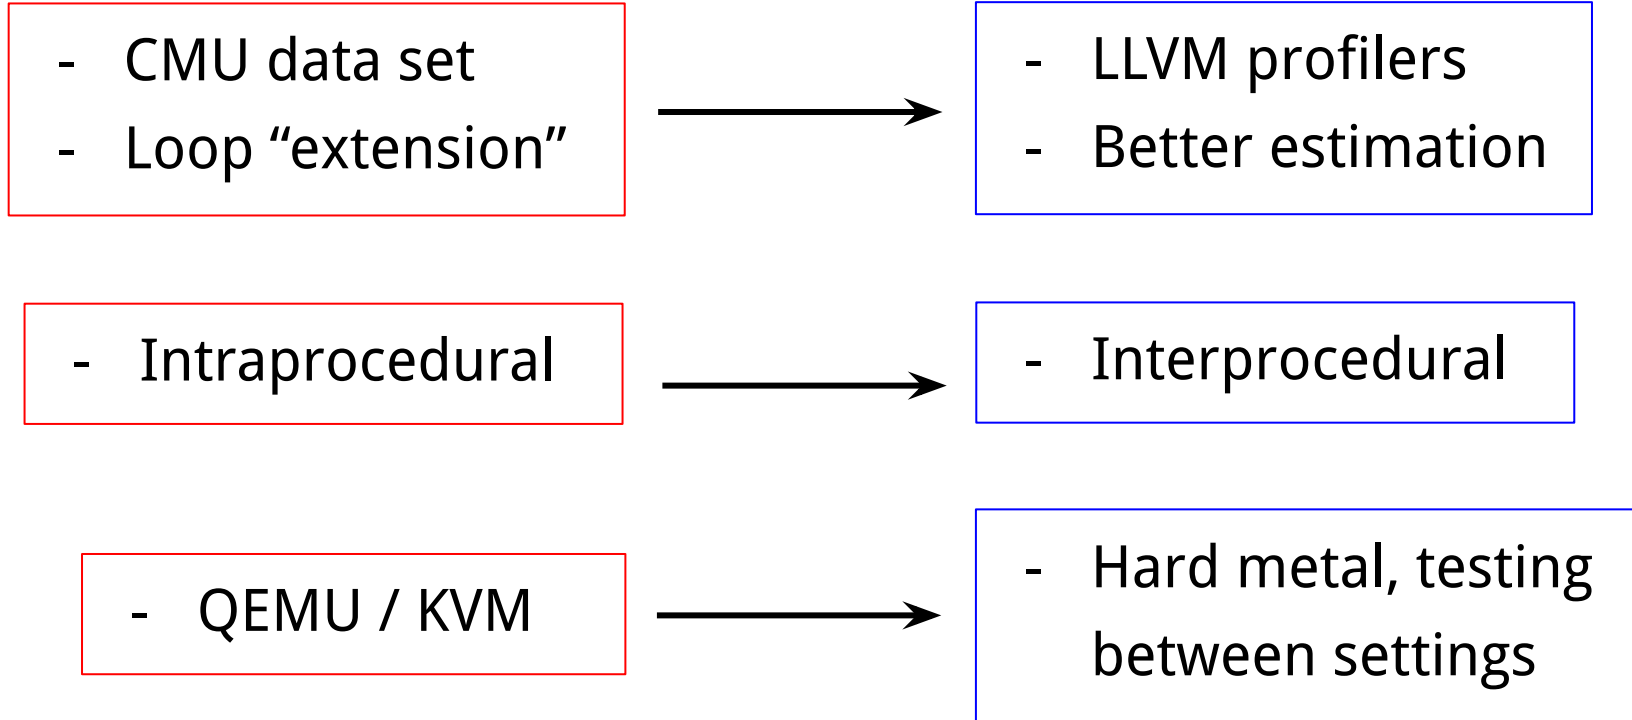 - CMU data set
- Loop “extension”
- LLVM profilers
- Better estimation
- Intraprocedural
- Interprocedural
- QEMU / KVM
- Hard metal, testing
between settings